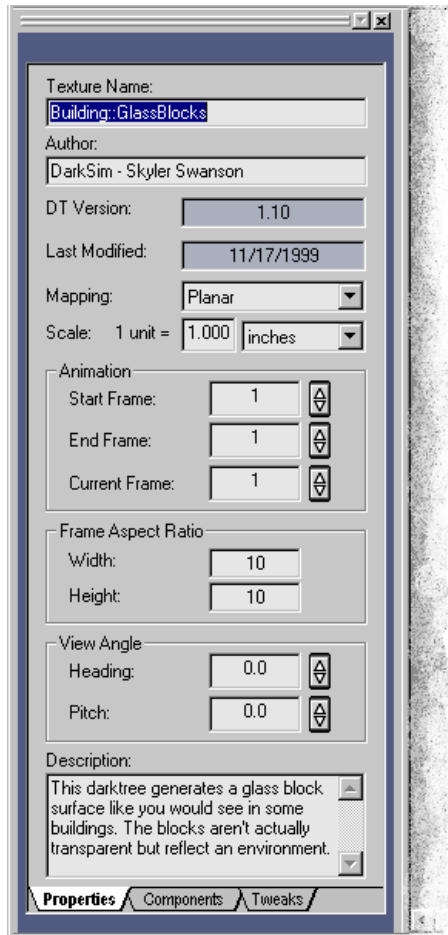 Texture Name:
Building::GlassBlocks
Author:
DarkSim - Skyler Swanson
DT Version: 1.10
Last Modified: 11/17/1999
Mapping: Planar
Scale: 1 unit = 1.000 inches
Animation
Start Frame: 1
End Frame: 1
Current Frame: 1
Frame Aspect Ratio
Width: 10
Height: 10
View Angle
Heading: 0.0
Pitch: 0.0
Description:
This darktree generates a glass block
surface like you would see in some
buildings. The blocks aren't actually
transparent but reflect an environment.
Properties Components Tweaks